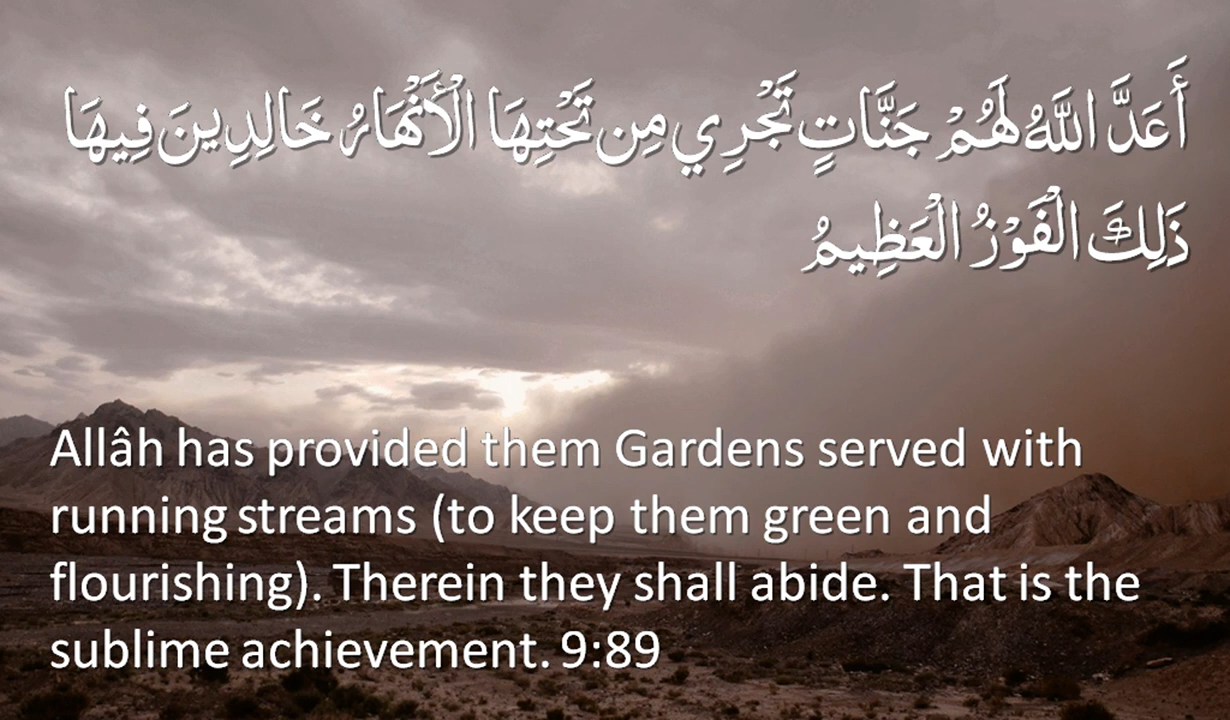 أَعَدَّ اللَّهُ لَهُمْ جَنَّاتٍ تَجْرِي مِن تَحْتِهَا الْأَنْهَارُ خَالِدِينَ فِيهَا
ذَلِكَ الْفَوْزُ الْعَظِيمُ
Allâh has provided them Gardens served with
running streams (to keep them green and
flourishing). Therein they shall abide. That is the
sublime achievement. 9:89